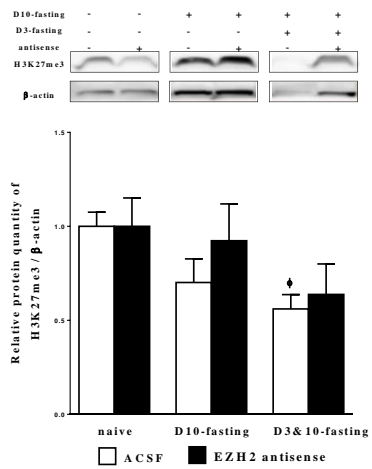 D10-fasting - - + + + +
D3-fasting + +
antisense - + - + - +
H3K27me3
β-actin
Relative protein quantity of
H3K27me3 / β-actin
1.5
1.0
0.5
0.0
naive D10-fasting D3&10-fasting
ACSF EZH2 antisense